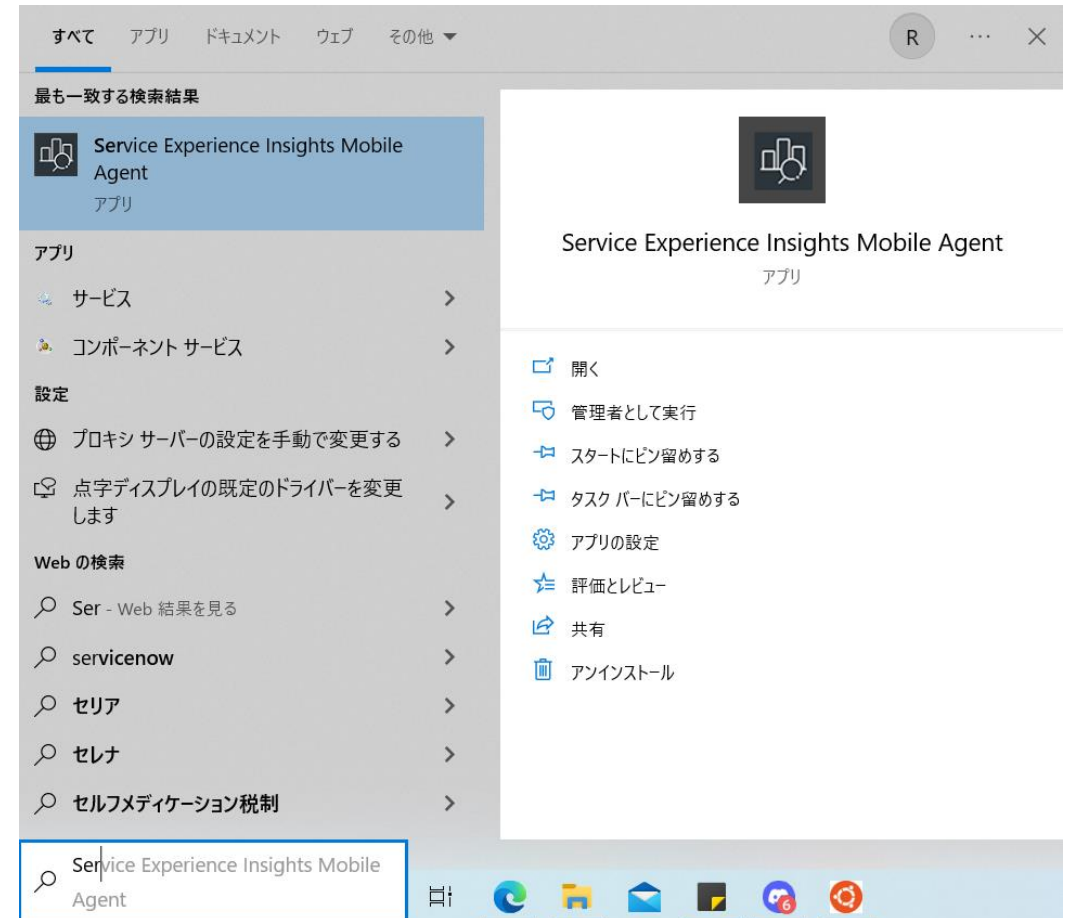 すべて アプリ ドキュメント ウェブ その他 R ···
最も一致する検索結果
Service Experience Insights Mobile
Agent
アプリ
アプリ
サービス
コンポーネント サービス
設定
プロキシ サーバーの設定を手動で変更する
点字ディスプレイの既定のドライバーを変更
します
Web の検索
Ser - Web 結果を見る
servicenow
セリア
セレナ
セルフメディケーション税制
Service Experience Insights Mobile
Agent
Service Experience Insights Mobile Agent
アプリ
開く
管理者として実行
スタートにピン留めする
タスク バーにピン留めする
アプリの設定
評価とレビュー
共有
アンインストール
6